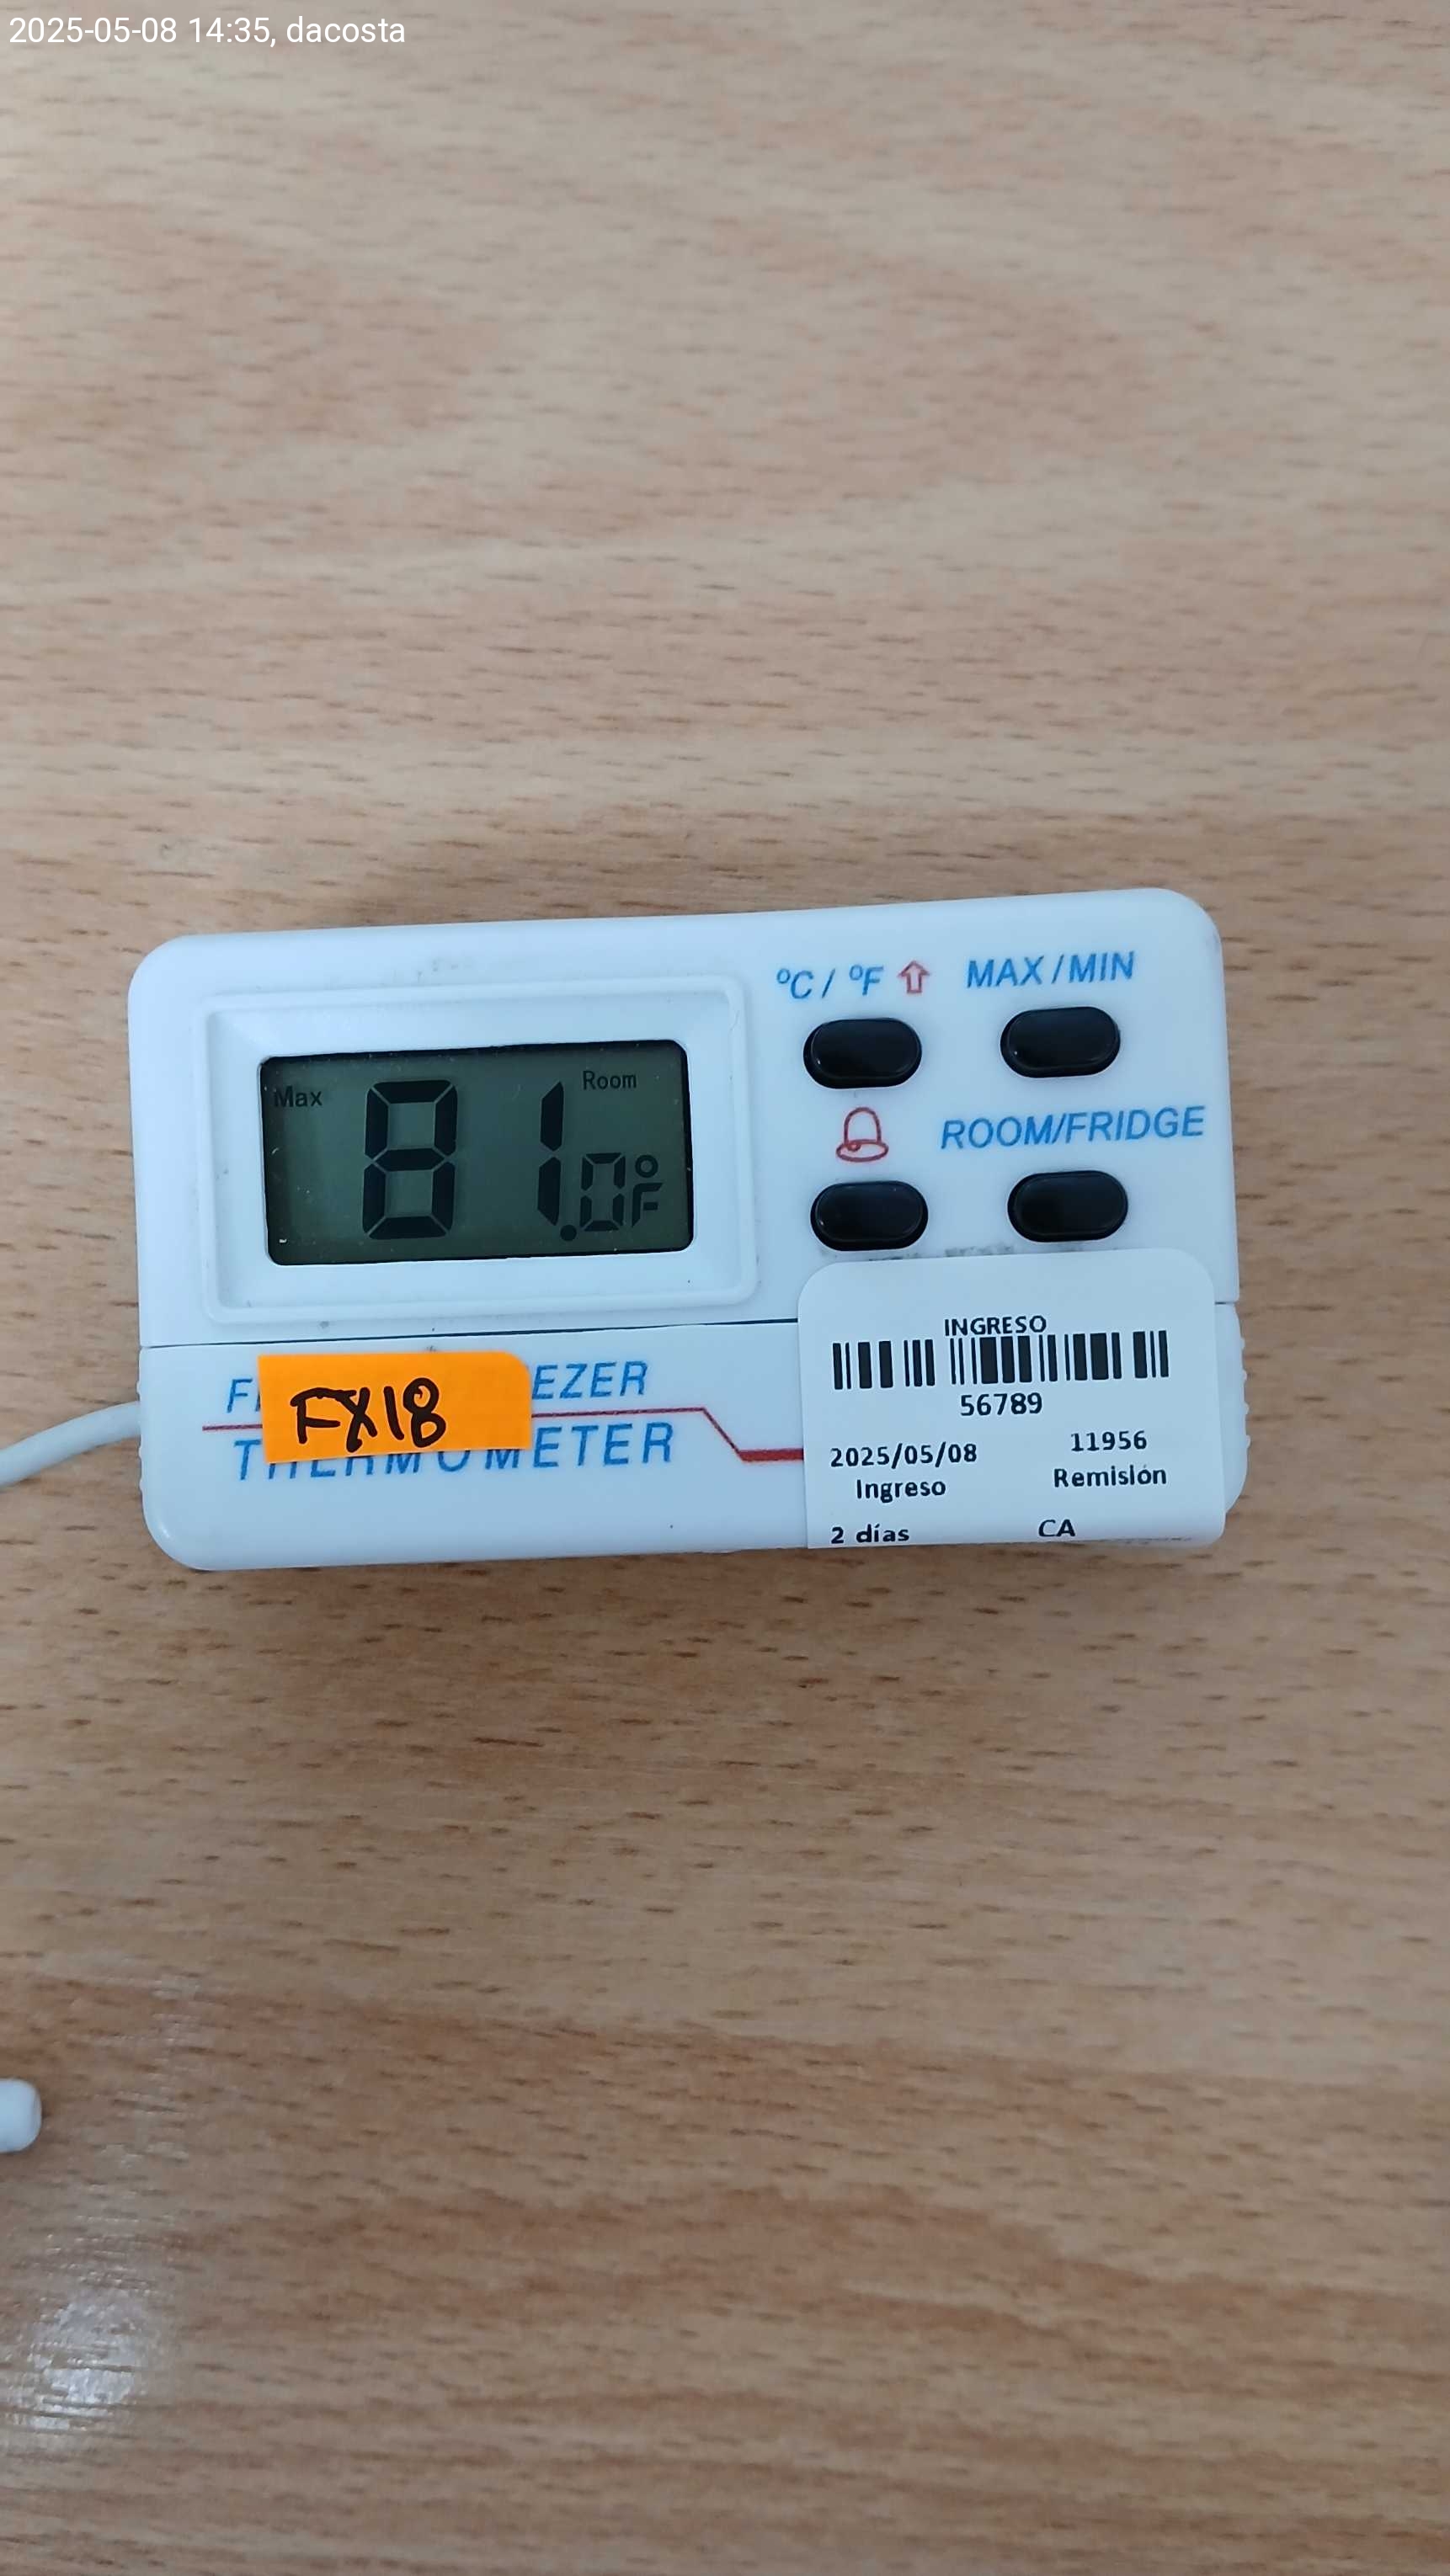 2025-05-08 14:35, dacosta
°C / °F ⇧ MAX/MIN
Max 81.0°F Room
ROOM/FRIDGE
INGRESO
56789
2025/05/08 11956
Ingreso Remisión
2 días CA
EZER
FX18
THERMOMETER